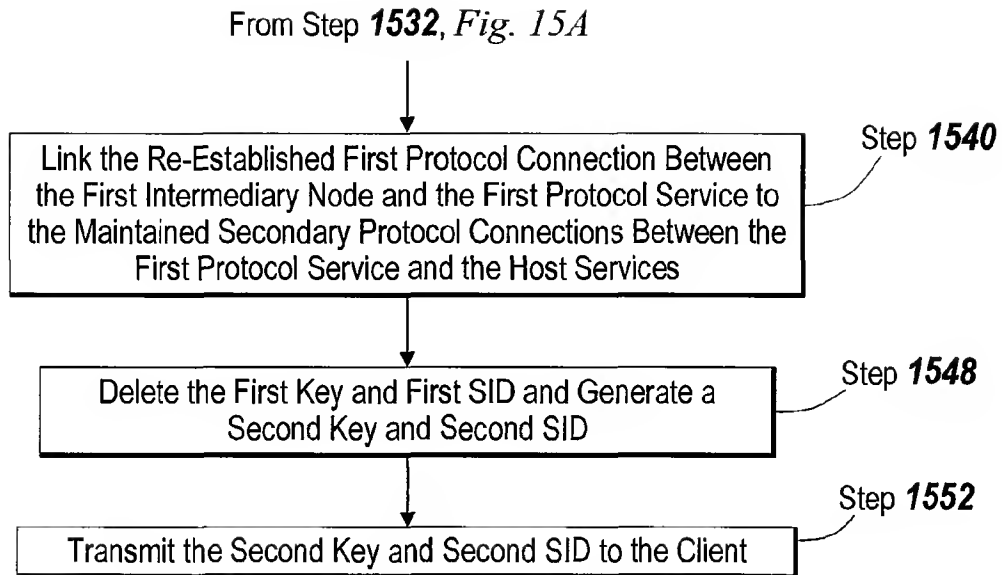 From Step 1532, Fig. 15A
Step 1540
Link the Re-Established First Protocol Connection Between
the First Intermediary Node and the First Protocol Service to
the Maintained Secondary Protocol Connections Between the
First Protocol Service and the Host Services
Step 1548
Delete the First Key and First SID and Generate a
Second Key and Second SID
Step 1552
Transmit the Second Key and Second SID to the Client